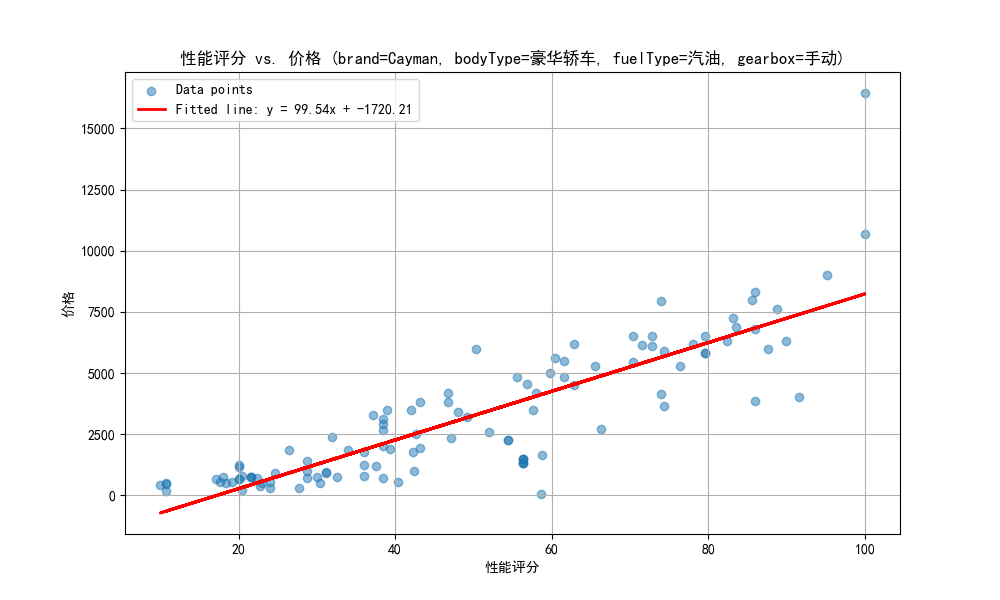 性能评分 vs. 价格 (brand=Cayman, bodyType=豪华轿车, fuelType=汽油, gearbox=手动)
Data points
Fitted line: y = 99.54x + -1720.21
15000
12500
10000
7500
5000
2500
0
价格
20 40 60 80 100
性能评分